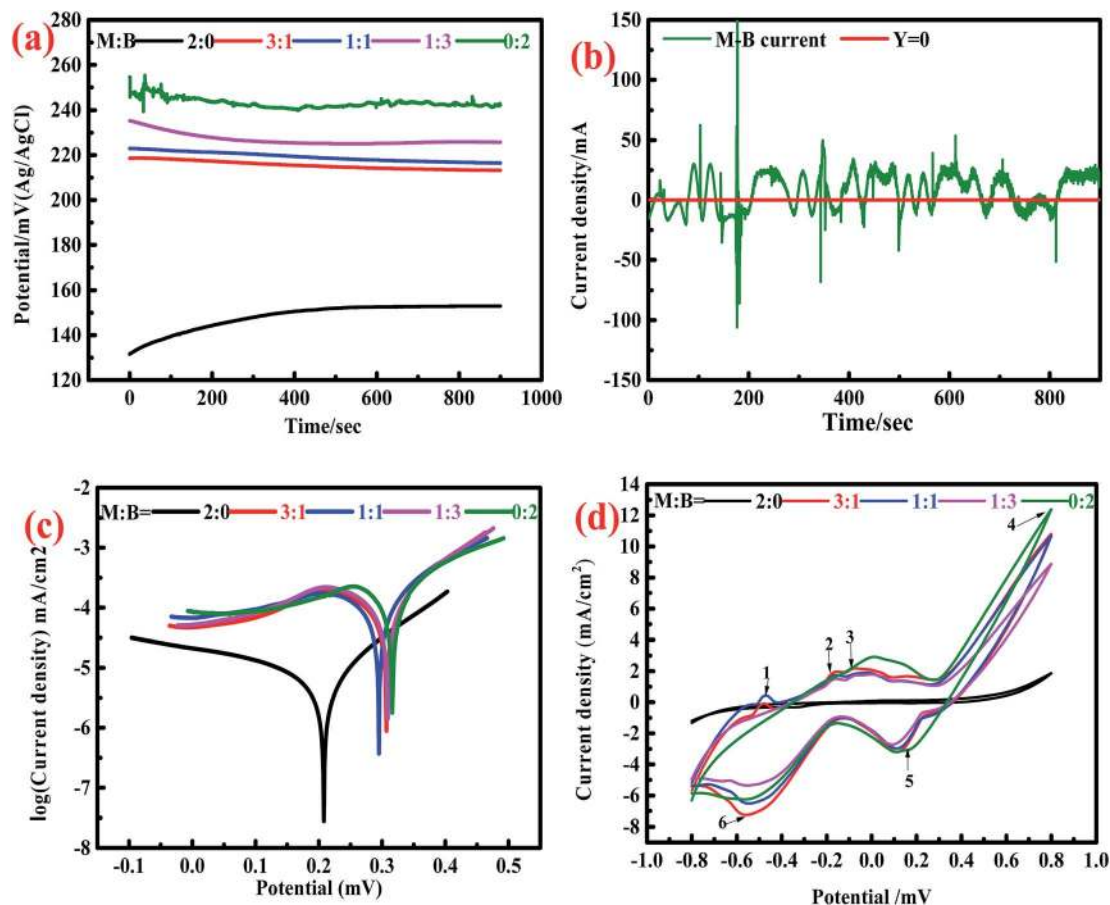 (a)
M:B 2:0 3:1 1:1 1:3 0:2
280
260
240
220
200
180
160
140
120
0 200 400 600 800 1000
Potential/mV(Ag/AgCl)
Time/sec
(b)
M-B current Y=0
150
100
50
0
-50
-100
-150
0 200 400 600 800
Current density/mA
Time/sec
(c)
M:B= 2:0 3:1 1:1 1:3 0:2
-2
-3
-4
-5
-6
-7
-8
-0.1 0.0 0.1 0.2 0.3 0.4 0.5
log(Current density) mA/cm2
Potential (mV)
(d)
M:B= 2:0 3:1 1:1 1:3 0:2
14
12
10
8
6
4
2
0
-2
-4
-6
-8
-1.0 -0.8 -0.6 -0.4 -0.2 0.0 0.2 0.4 0.6 0.8 1.0
1
2
3
4
5
6
Current density (mA/cm²)
Potential /mV